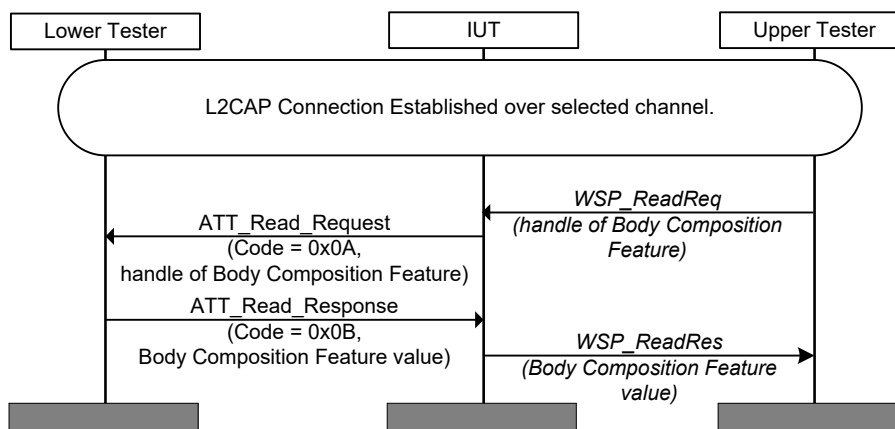 Lower Tester
IUT
Upper Tester
L2CAP Connection Established over selected channel.
WSP_ReadReq
(handle of Body Composition
Feature)
ATT_Read_Request
(Code = 0x0A,
handle of Body Composition Feature)
ATT_Read_Response
(Code = 0x0B,
Body Composition Feature value)
WSP_ReadRes
(Body Composition Feature
value)